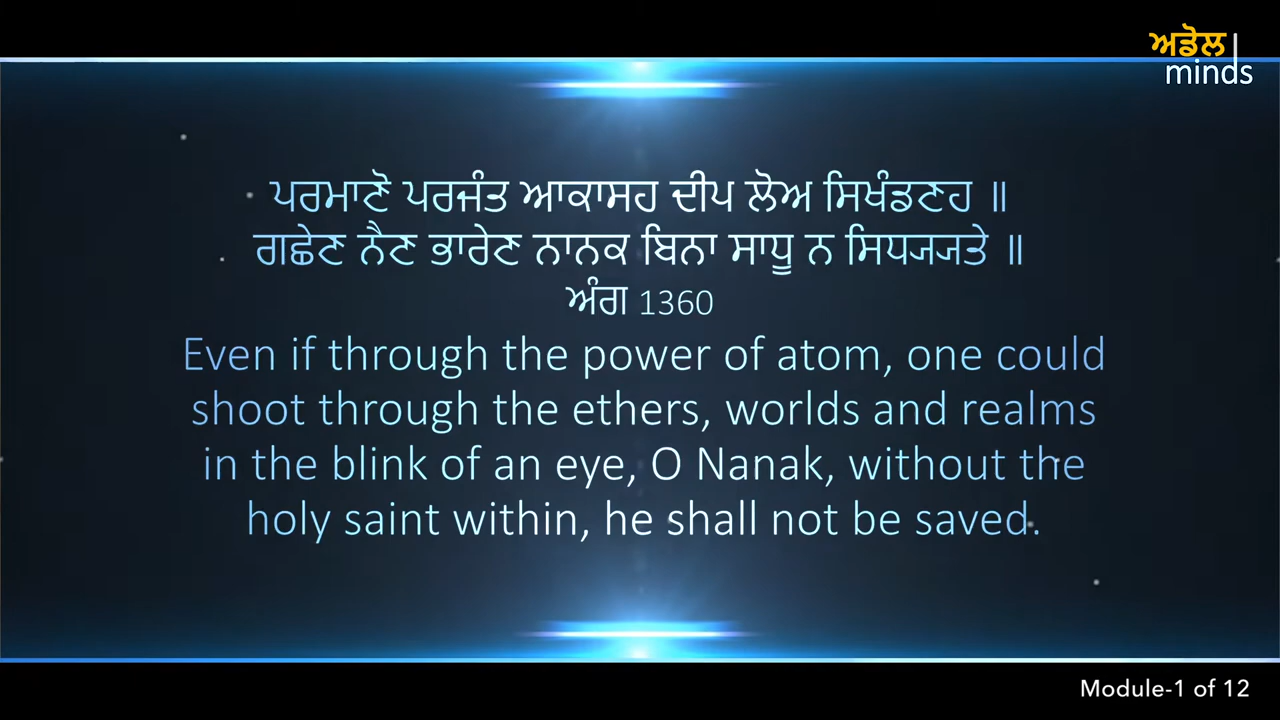 ਅਡੋਲ
minds
ਪਰਮਾਣੋ ਪਰਜੰਤ ਆਕਾਸਹ ਦੀਪ ਲੋਅ ਸਿਖੰਡਣਹ ॥
ਗਛੇਣ ਨੈਣ ਭਾਰੇਣ ਨਾਨਕ ਬਿਨਾ ਸਾਧੂ ਨ ਸਿਧੵਤੇ ॥
ਅੰਗ 1360
Even if through the power of atom, one could
shoot through the ethers, worlds and realms
in the blink of an eye, O Nanak, without the
holy saint within, he shall not be saved.
Module-1 of 12